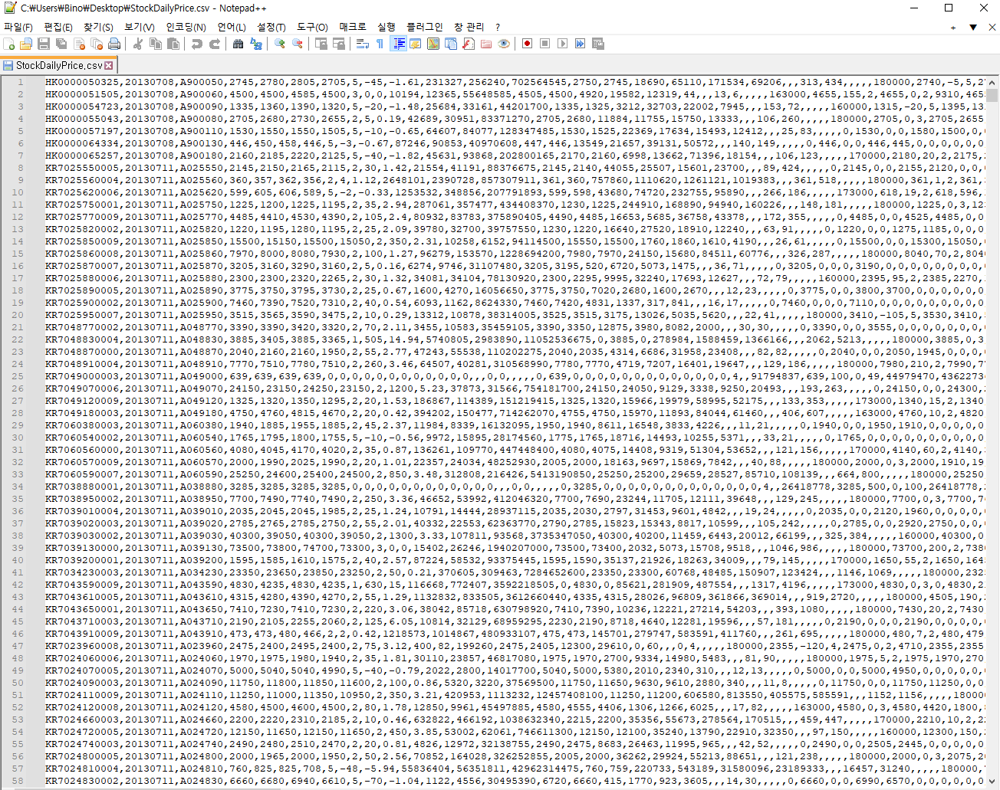 C:\Users\Bino\Desktop\StockDailyPrice.csv - Notepad++
파일(F) 편집(E) 찾기(S) 보기(V) 인코딩(N) 언어(L) 설정(T) 도구(O) 매크로 실행 플러그인 창 관리 ? + ▼ X
StockDailyPrice.csv
1 HK0000050325,20130708,A900050,2745,2780,2805,2705,5,-45,-1.61,231327,256240,702564545,2750,2745,18690,65110,171534,69206,,,313,434,,,,,180000,2740,-5,5,2
2 HK0000051505,20130708,A900060,4500,4500,4585,4500,3,0,0,10194,12365,55648585,4505,4500,4920,19582,12319,44,,,13,6,,,,,163000,4655,155,2,4655,0,2,9310,465
3 HK0000054723,20130708,A900090,1335,1360,1390,1320,5,-20,-1.48,25684,33161,44201700,1335,1325,3212,32703,22002,7945,,,153,72,,,,,160000,1315,-20,5,1395,13
4 HK0000055043,20130708,A900080,2705,2680,2730,2655,2,5,0.19,42689,30951,83371270,2705,2680,11884,11755,15750,13333,,,106,260,,,,,180000,2705,0,3,2705,2655
5 HK0000057197,20130708,A900110,1530,1550,1550,1505,5,-10,-0.65,64607,84077,128347485,1530,1525,22369,17634,15493,12412,,,25,83,,,,,0,1530,0,0,1580,1500,0,0
6 HK0000064334,20130708,A900130,446,450,458,446,5,-3,-0.67,87246,90853,40970608,447,446,13549,21657,39131,50572,,,140,149,,,,,0,446,0,0,446,445,0,0,0,0,0,0
7 HK0000065257,20130708,A900180,2160,2185,2220,2125,5,-40,-1.82,45631,93868,202800165,2170,2160,6998,13662,71396,18154,,,106,123,,,,,170000,2180,20,2,2175,
8 KR7025550005,20130711,A025550,2145,2150,2165,2115,2,30,1.42,21554,41191,88376675,2145,2140,44055,25507,15601,23700,,,89,424,,,,,0,2145,0,0,2155,2120,0,0,
9 KR7025560004,20130711,A025560,360,357,362,356,2,4,1.12,2648101,2390728,857307911,361,360,757860,1110620,1261121,1019383,,,361,518,,,,,180000,361,1,2,361,
10 KR7025620006,20130711,A025620,599,605,606,589,5,-2,-0.33,1253532,348856,207791893,599,598,43680,74720,232755,95890,,,266,186,,,,,173000,618,19,2,618,596,
11 KR7025750001,20130711,A025750,1225,1200,1225,1195,2,35,2.94,287061,357477,434408370,1230,1225,244910,168890,94940,160226,,,148,181,,,,,180000,1225,0,3,12
12 KR7025770009,20130711,A025770,4485,4410,4530,4390,2,105,2.4,80932,83783,375890405,4490,4485,16653,5685,36758,43378,,,172,355,,,,,0,4485,0,0,4525,4485,0,0,
13 KR7025820002,20130711,A025820,1220,1195,1280,1195,2,25,2.09,39780,32700,39757550,1230,1220,16640,27520,18910,12240,,,63,91,,,,,0,1220,0,0,1275,1185,0,0,0
14 KR7025850009,20130711,A025850,15500,15150,15500,15050,2,350,2.31,10258,6152,94114500,15550,15500,1760,1860,1610,4190,,,26,61,,,,,0,15500,0,0,15300,15050,
15 KR7025860008,20130711,A025860,7970,8000,8080,7930,2,100,1.27,96279,153570,1228694200,7980,7970,24150,15680,84511,60776,,,326,287,,,,,180000,8040,70,2,804
16 KR7025870007,20130711,A025870,3205,3160,3290,3160,2,5,0.16,6274,9746,31107480,3205,3195,520,6720,5073,1475,,,36,71,,,,,0,3205,0,0,0,3190,0,0,0,0,0,0,0,0
17 KR7025880006,20130711,A025880,2300,2300,2320,2265,2,30,1.32,34081,34104,78130920,2300,2295,9995,32240,17693,12627,,,72,79,,,,,160000,2395,95,2,2385,2270,
18 KR7025890005,20130711,A025890,3775,3750,3795,3730,2,25,0.67,1600,4270,16056650,3775,3750,7020,2680,1600,2670,,,12,23,,,,,0,3775,0,0,3800,3700,0,0,0,0,0,0
19 KR7025900002,20130711,A025900,7460,7390,7520,7310,2,40,0.54,6093,1162,8624330,7460,7420,4831,1337,317,841,,,16,17,,,,,0,7460,0,0,0,7110,0,0,0,0,0,0,0,0
20 KR7025950007,20130711,A025950,3515,3565,3590,3475,2,10,0.29,13312,10878,38314005,3525,3515,3175,13026,5035,5620,,,22,41,,,,,180000,3410,-105,5,3530,3410,
21 KR7048770002,20130711,A048770,3390,3390,3420,3320,2,70,2.11,3455,10583,35459105,3390,3350,12875,3980,8082,2000,,,30,30,,,,,0,3390,0,0,3555,0,0,0,0,0,0,0
22 KR7048830004,20130711,A048830,3885,3405,3885,3365,1,505,14.94,5740805,2983890,11052536675,0,3885,0,278984,1588459,1366166,,,2062,5213,,,,,180000,3885,0,3
23 KR7048870000,20130711,A048870,2040,2160,2160,1950,2,55,2.77,47243,55538,110202275,2040,2035,4314,6686,31958,23408,,,82,82,,,,,0,2040,0,0,2050,1945,0,0,0
24 KR7048910004,20130711,A048910,7770,7510,7780,7510,2,260,3.46,64507,40281,310568990,7780,7770,4719,7207,16401,19647,,,129,186,,,,,180000,7980,210,2,7990,77
25 KR7049000003,20130711,A049000,639,639,639,639,0,0,0,0,0,0,0,0,0,0,0,,,0,0,,,,,0,639,0,0,0,0,0,0,0,0,0,0,0,0,4,,91794837,639,100,0,49,44979470,4362273
26 KR7049070006,20130711,A049070,24150,23150,24250,23150,2,1200,5.23,37873,31566,754181700,24150,24050,9129,3338,9250,20493,,,193,263,,,,,0,24150,0,0,24300,
27 KR7049120009,20130711,A049120,1325,1320,1350,1295,2,20,1.53,186867,114389,151219415,1325,1320,15966,19979,58995,52175,,,133,353,,,,,173000,1340,15,2,1340
28 KR7049180003,20130711,A049180,4750,4760,4815,4670,2,20,0.42,394202,150477,714262070,4755,4750,15970,11893,84044,61460,,,406,607,,,,,163000,4760,10,2,4820
29 KR7060380003,20130711,A060380,1940,1885,1955,1885,2,45,2.37,11984,8339,16132095,1950,1940,8611,16548,3833,4226,,,11,21,,,,,0,1940,0,0,1950,1910,0,0,0,0
30 KR7060540002,20130711,A060540,1765,1795,1800,1755,5,-10,-0.56,9972,15895,28174560,1775,1765,18716,14493,10255,5371,,,33,21,,,,,0,1765,0,0,0,0,0,0,0,0,0
31 KR7060560000,20130711,A060560,4080,4045,4170,4020,2,35,0.87,136261,109770,447448400,4080,4075,14408,9319,51304,53652,,,121,156,,,,,170000,4140,60,2,4140,
32 KR7060570009,20130711,A060570,2000,1990,2025,1990,2,20,1.01,22357,24034,48252930,2005,2000,18163,9697,15869,7842,,,40,88,,,,,180000,2000,0,3,2000,1910,19
33 KR7060590007,20130711,A060590,25250,24600,25400,24500,2,850,3.48,312808,216426,5413190850,25250,25200,29659,28527,85710,108139,,,664,800,,,,,180000,25250
34 KR7038880001,20130711,A038880,3285,3285,3285,3285,0,0,0,0,0,0,0,0,0,0,0,,,0,0,,,,,0,3285,0,0,0,0,0,0,0,0,0,0,0,0,4,,26418778,3285,500,0,100,26418778,
35 KR7038950002,20130711,A038950,7700,7490,7740,7490,2,250,3.36,46652,53992,412046320,7700,7690,23244,11705,12111,39648,,,129,245,,,,,180000,7700,0,3,7700,7
36 KR7039010004,20130711,A039010,2035,2045,2045,1985,2,25,1.24,10791,14444,28937115,2035,2030,2797,31453,9601,4842,,,19,24,,,,,0,2035,0,0,2120,1960,0,0,0,0
37 KR7039020003,20130711,A039020,2785,2765,2785,2750,2,55,2.01,40332,22553,62363770,2790,2785,15823,15343,8817,10599,,,105,242,,,,,0,2785,0,0,2920,2750,0,0
38 KR7039030002,20130711,A039030,40300,39050,40300,39050,2,1300,3.33,107811,93568,3735347050,40300,40200,11459,6443,20012,66199,,,325,384,,,,,160000,40300,0
39 KR7039130000,20130711,A039130,73500,73800,74700,73300,3,0,0,15402,26246,1940207000,73500,73400,2032,5073,15708,9518,,,1046,986,,,,,180000,73700,200,2,738
40 KR7039200001,20130711,A039200,1595,1585,1610,1575,2,40,2.57,87224,58532,93375445,1595,1590,35137,21926,18263,34009,,,79,145,,,,,170000,1650,55,2,1650,164
41 KR7034230003,20130711,A034230,23350,23650,23850,23250,2,50,0.21,370605,309463,7284652600,23350,23300,60768,48485,150907,123424,,,1146,1069,,,,,180000,232
42 KR7043590009,20130711,A043590,4830,4235,4830,4235,1,630,15,116668,772407,3592218505,0,4830,0,85621,281909,487554,,,1317,4196,,,,,173000,4830,0,3,0,4830,2
43 KR7043610005,20130711,A043610,4315,4280,4390,4270,2,55,1.29,1132832,833505,3612660440,4335,4315,28026,96809,361866,369014,,,919,2720,,,,,180000,4505,190,
44 KR7043650001,20130711,A043650,7410,7230,7410,7230,2,220,3.06,38042,85718,630798920,7410,7390,10236,12221,27214,54203,,,393,1080,,,,,180000,7430,20,2,7430
45 KR7043710003,20130711,A043710,2190,2105,2255,2060,2,125,6.05,10814,32129,68959295,2230,2190,8718,4640,12281,19596,,,57,181,,,,,0,2190,0,0,0,2190,0,0,0,0
46 KR7043910009,20130711,A043910,473,473,480,466,2,2,0.42,1218573,1014867,480933107,475,473,145701,279747,583591,411760,,,261,695,,,,,180000,480,7,2,480,479
47 KR7023960008,20130711,A023960,2475,2400,2495,2400,2,75,3.12,400,82,199260,2475,2405,12300,29610,0,60,,,0,4,,,,,180000,2355,-120,4,2475,0,2,4710,2355,2355
48 KR7024060006,20130711,A024060,1970,1975,1980,1940,2,35,1.81,30110,23857,46817080,1975,1970,2700,9334,14980,5483,,,81,90,,,,,180000,1975,5,2,1975,1970,270
49 KR7024070005,20130711,A024070,5000,5040,5040,4990,5,-40,-0.79,2022,2800,14017700,5040,5000,5380,2010,2340,310,,,12,13,,,,,0,5000,0,0,5000,4950,0,0,0,0,0
50 KR7024090003,20130711,A024090,11750,11800,11850,11600,2,100,0.86,5320,3220,37569500,11750,11650,9630,9610,2880,340,,,11,8,,,,,0,11750,0,0,11750,11250,0,0
51 KR7024110009,20130711,A024110,11250,11000,11350,10950,2,350,3.21,420953,1113232,12457408100,11250,11200,606580,813550,405575,585591,,,1152,1156,,,,,18000
52 KR7024120008,20130711,A024120,4580,4500,4600,4500,2,80,1.78,12850,9961,45497885,4580,4555,4406,1306,1266,6025,,,17,82,,,,,163000,4580,0,3,4580,4420,1800,
53 KR7024660003,20130711,A024660,2200,2220,2310,2185,2,10,0.46,632822,466192,1038632340,2215,2200,35356,55673,278564,170515,,,459,447,,,,,170000,2210,10,2,2
54 KR7024720005,20130711,A024720,12150,11650,12150,11650,2,450,3.85,53002,62061,746611300,12150,12100,35240,13790,22910,32350,,,97,150,,,,,160000,12300,150,
55 KR7024740003,20130711,A024740,2490,2480,2510,2470,2,20,0.81,4826,12972,32138755,2490,2475,8683,26463,11995,965,,,42,52,,,,,0,2490,0,0,2505,2445,0,0,0,0,0
56 KR7024800005,20130711,A024800,2000,1965,2000,1950,2,50,2.56,70852,164028,326252855,2005,2000,36262,29924,55213,88651,,,121,238,,,,,180000,2000,0,3,2075,2
57 KR7024810004,20130711,A024810,760,825,825,708,5,-48,-5.94,55836404,56351811,42962314475,760,759,220733,543189,31580096,23189333,,,16457,31240,,,,,180000,
58 KR7024830002,20130711,A024830,6660,6680,6940,6610,5,-70,-1.04,1122,4556,30495390,6720,6660,415,1770,923,3605,,,14,30,,,,,0,6660,0,0,6990,6570,0,0,0,0,0,0